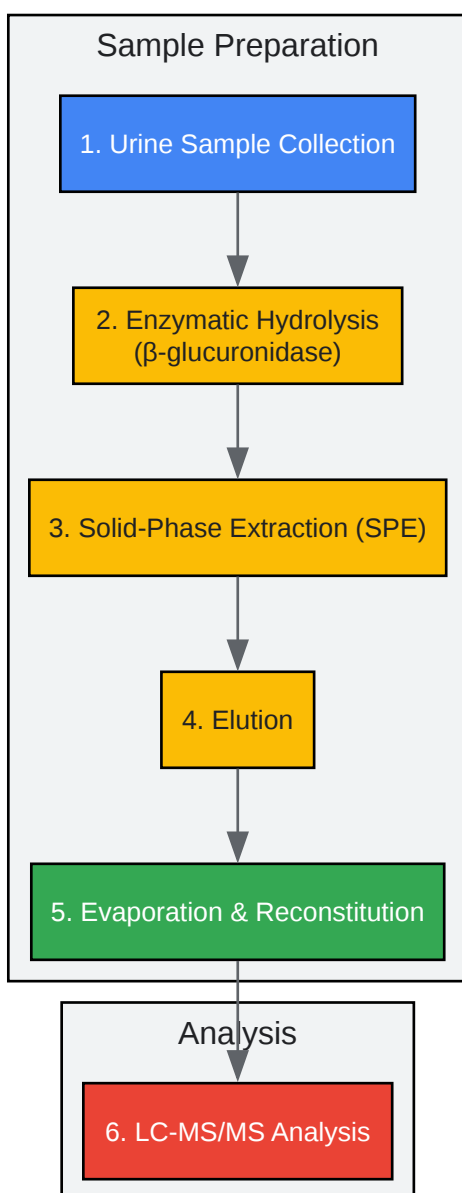 Sample Preparation
1. Urine Sample Collection
2. Enzymatic Hydrolysis
(β-glucuronidase)
3. Solid-Phase Extraction (SPE)
4. Elution
5. Evaporation & Reconstitution
Analysis
6. LC-MS/MS Analysis